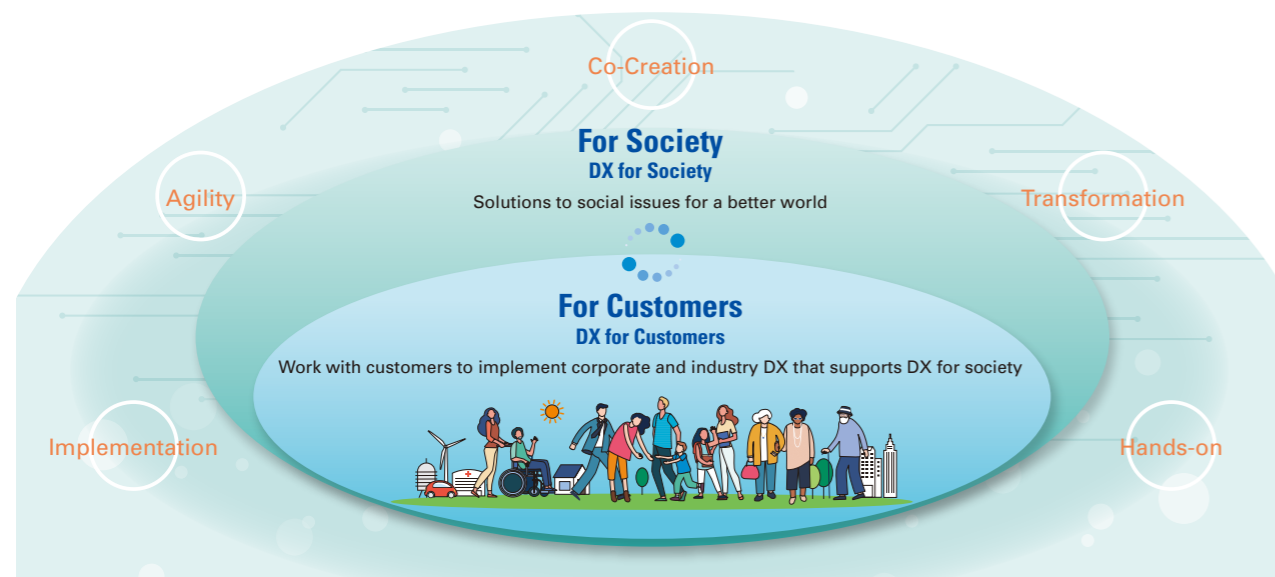 Co-Creation
For Society
DX for Society
Agility
Solutions to social issues for a better world
Transformation
For Customers
DX for Customers
Work with customers to implement corporate and industry DX that supports DX for society
Implementation
Hands-on